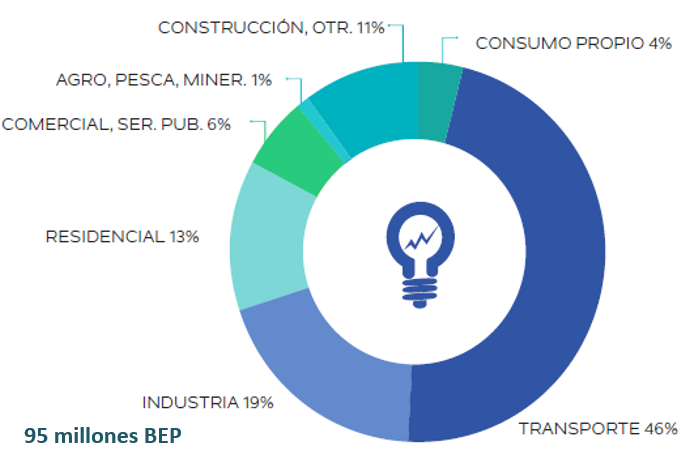 CONSTRUCCIÓN, OTR. 11%
CONSUMO PROPIO 4%
AGRO, PESCA, MINER. 1%
COMERCIAL, SER. PUB. 6%
RESIDENCIAL 13%
INDUSTRIA 19%
TRANSPORTE 46%
95 millones BEP